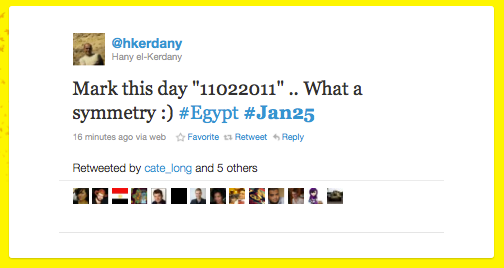 @hkerdany
Hany el-Kerdany
Mark this day "11022011" .. What a
symmetry :) #Egypt #Jan25
16 minutes ago via web Favorite Retweet Reply
Retweeted by cate_long and 5 others